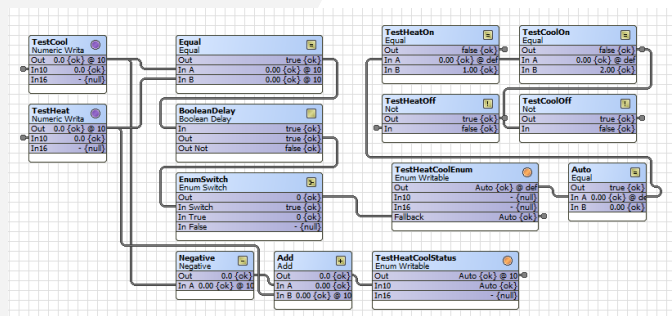 TestCool
Numeric Writa
Out 0.0 {ok} @ 10
In10 0.0 {ok}
In16 - {null}
TestHeat
Numeric Writa
Out 0.0 {ok} @ 10
In10 0.0 {ok}
In16 - {null}
Equal
Equal
Out true {ok}
In A 0.00 {ok} @ 10
In B 0.00 {ok} @ 10
BooleanDelay
Boolean Delay
In true {ok}
Out true {ok}
Out Not false {ok}
EnumSwitch
Enum Switch
Out 0 {ok}
In Switch true {ok}
In True 0 {ok}
In False - {null}
Negative
Negative
Out 0.0 {ok}
In A 0.00 {ok} @ 10
Add
Add
Out 0.0 {ok}
In A 0.00 {ok}
In B 0.00 {ok} @ 10
TestHeatOn
Equal
Out false {ok}
In A 0.00 {ok} @ def
In B 1.00 {ok}
TestCoolOn
Equal
Out false {ok}
In A 0.00 {ok} @ def
In B 2.00 {ok}
TestHeatOff
Not
Out true {ok}
In false {ok}
TestCoolOff
Not
Out true {ok}
In false {ok}
TestHeatCoolEnum
Enum Writable
Out Auto {ok} @ def
In10 - {null}
In16 - {null}
Fallback Auto {ok}
Auto
Equal
Out true {ok}
In A 0.00 {ok} @ de
In B 0.00 {ok}
TestHeatCoolStatus
Enum Writable
Out Auto {ok} @ 10
In10 Auto {ok}
In16 - {null}